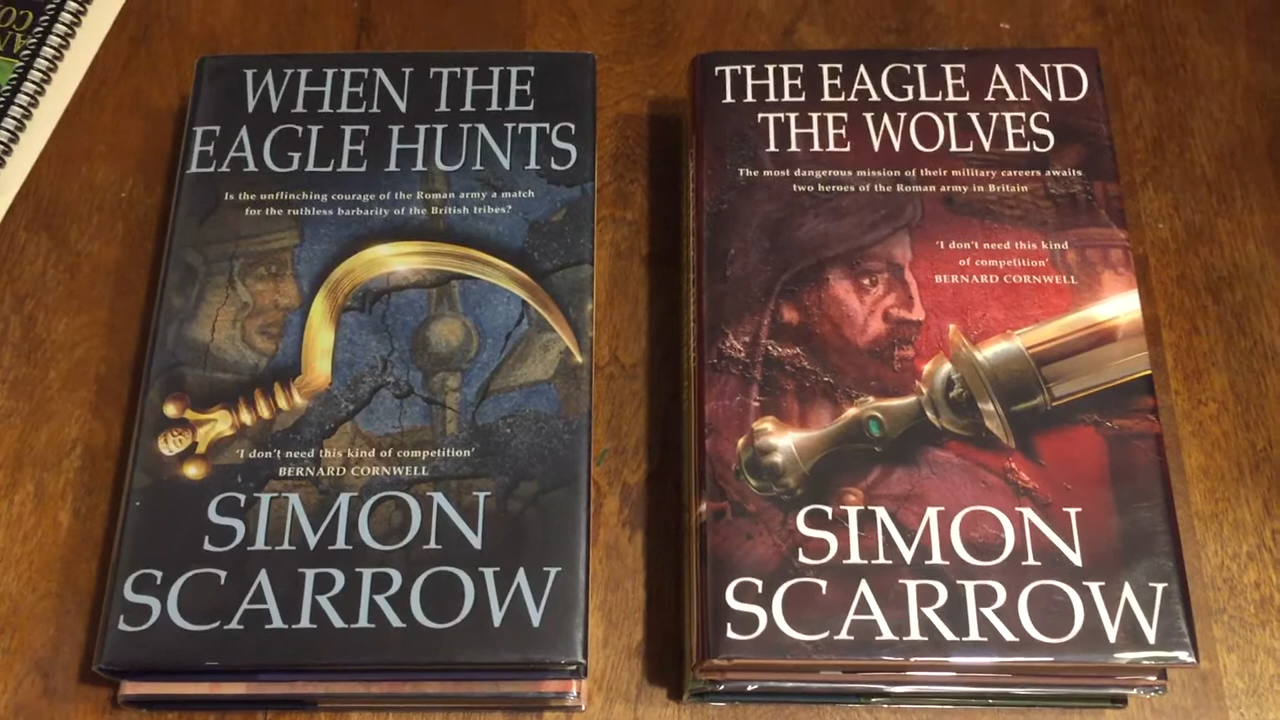 WHEN THE
EAGLE HUNTS
Is the unflinching courage of the Roman army a match
for the ruthless barbarity of the British tribes?
'I don't need this kind of competition'
BERNARD CORNWELL
SIMON
SCARROW
THE EAGLE AND
THE WOLVES
The most dangerous mission of their military careers awaits
two heroes of the Roman army in Britain
'I don't need this kind
of competition'
BERNARD CORNWELL
SIMON
SCARROW